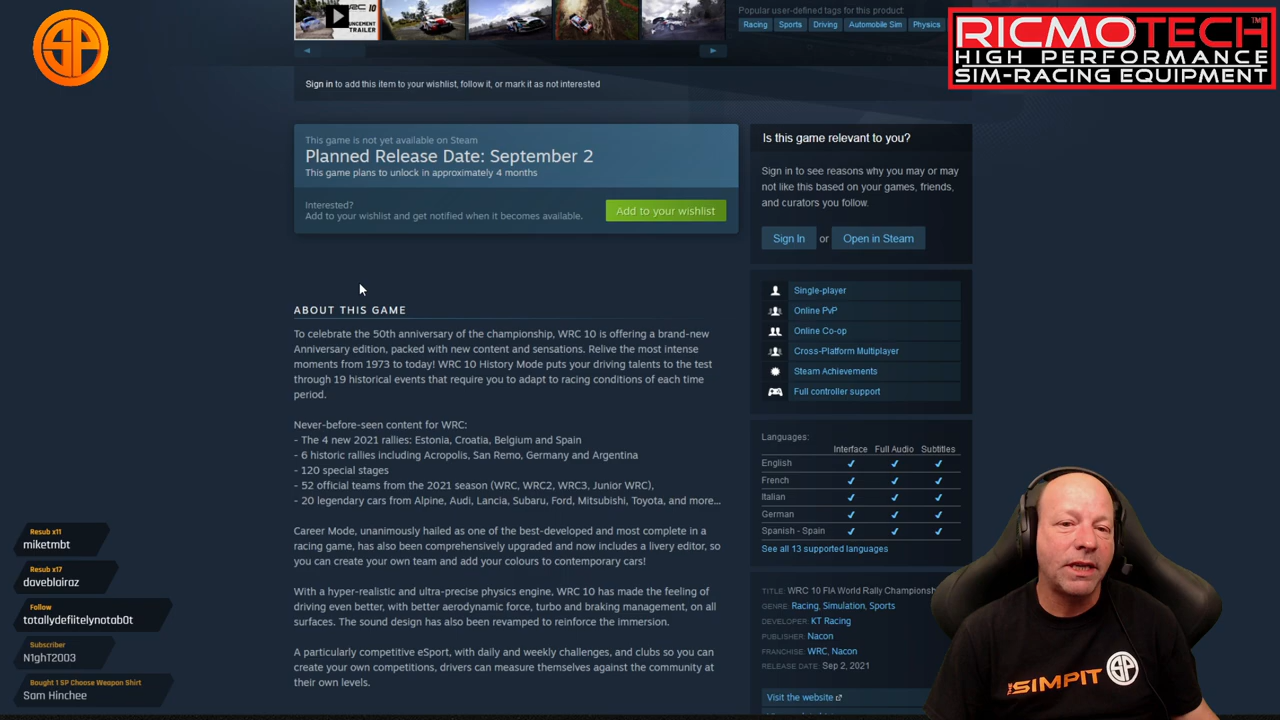 SP
WRC 10
ANNOUNCEMENT
TRAILER
Popular user-defined tags for this product:
Racing Sports Driving Automobile Sim Physics
RICMOTECH™
HIGH PERFORMANCE
SIM-RACING EQUIPMENT
Sign in to add this item to your wishlist, follow it, or mark it as not interested
This game is not yet available on Steam
Planned Release Date: September 2
This game plans to unlock in approximately 4 months
Interested?
Add to your wishlist and get notified when it becomes available.
Add to your wishlist
Is this game relevant to you?
Sign in to see reasons why you may or may
not like this based on your games, friends,
and curators you follow.
Sign In or Open in Steam
Single-player
Online PvP
Online Co-op
Cross-Platform Multiplayer
Steam Achievements
Full controller support
ABOUT THIS GAME
To celebrate the 50th anniversary of the championship, WRC 10 is offering a brand-new
Anniversary edition, packed with new content and sensations. Relive the most intense
moments from 1973 to today! WRC 10 History Mode puts your driving talents to the test
through 19 historical events that require you to adapt to racing conditions of each time
period.
Never-before-seen content for WRC:
- The 4 new 2021 rallies: Estonia, Croatia, Belgium and Spain
- 6 historic rallies including Acropolis, San Remo, Germany and Argentina
- 120 special stages
- 52 official teams from the 2021 season (WRC, WRC2, WRC3, Junior WRC),
- 20 legendary cars from Alpine, Audi, Lancia, Subaru, Ford, Mitsibishi, Toyota, and more...
Career Mode, unanimously hailed as one of the best-developed and most complete in a
racing game, has also been comprehensively upgraded and now includes a livery editor, so
you can create your own team and add your colours to contemporary cars!
With a hyper-realistic and ultra-precise physics engine, WRC 10 has made the feeling of
driving even better, with better aerodynamic force, turbo and braking management, on all
surfaces. The sound design has also been revamped to reinforce the immersion.
A particularly competitive eSport, with daily and weekly challenges, and clubs so you can
create your own competitions, drivers can measure themselves against the community at
their own levels.
Languages:
Interface Full Audio Subtitles
English ✔ ✔ ✔
French ✔ ✔ ✔
Italian ✔ ✔ ✔
German ✔ ✔ ✔
Spanish - Spain ✔ ✔ ✔
See all 13 supported languages
TITLE: WRC 10 FIA World Rally Championsh
GENRE: Racing, Simulation, Sports
DEVELOPER: KT Racing
PUBLISHER: Nacon
FRANCHISE: WRC, Nacon
RELEASE DATE: Sep 2, 2021
Visit the website
Resub x11
miketmbt
Resub x17
daveblairaz
Follow
totallydefiitelynotab0t
Subscriber
N1ghT2003
Bought 1 SP Choose Weapon Shirt
Sam Hinchee
THE SIMPIT SP